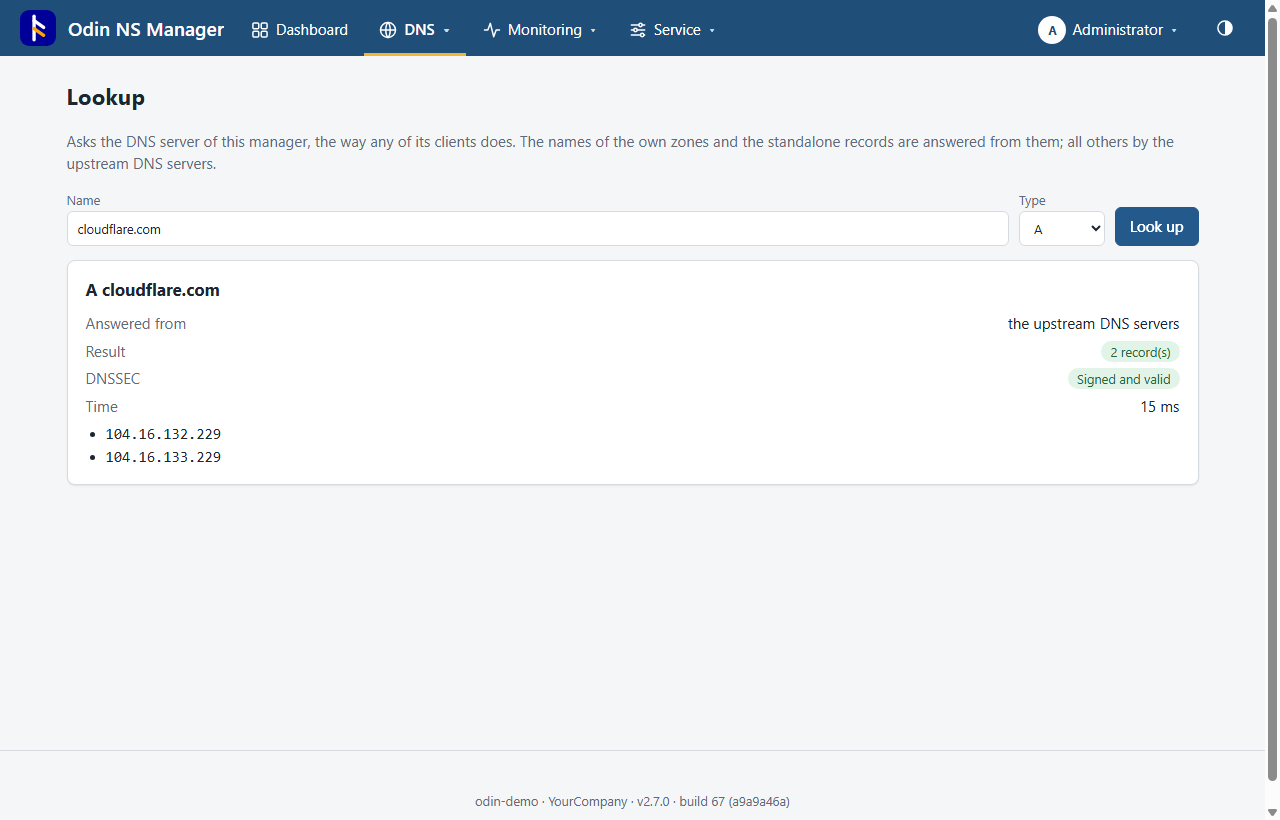 Odin NS Manager
Dashboard
DNS
Monitoring
Service
A
Administrator
Lookup
Asks the DNS server of this manager, the way any of its clients does. The names of the own zones and the standalone records are answered from them; all others by the
upstream DNS servers.
Name
Type
cloudflare.com
A
Look up
A cloudflare.com
Answered from
the upstream DNS servers
Result
2 record(s)
DNSSEC
Signed and valid
Time
15 ms
• 104.16.132.229
• 104.16.133.229
odin-demo · YourCompany · v2.7.0 · build 67 (a9a9a46a)